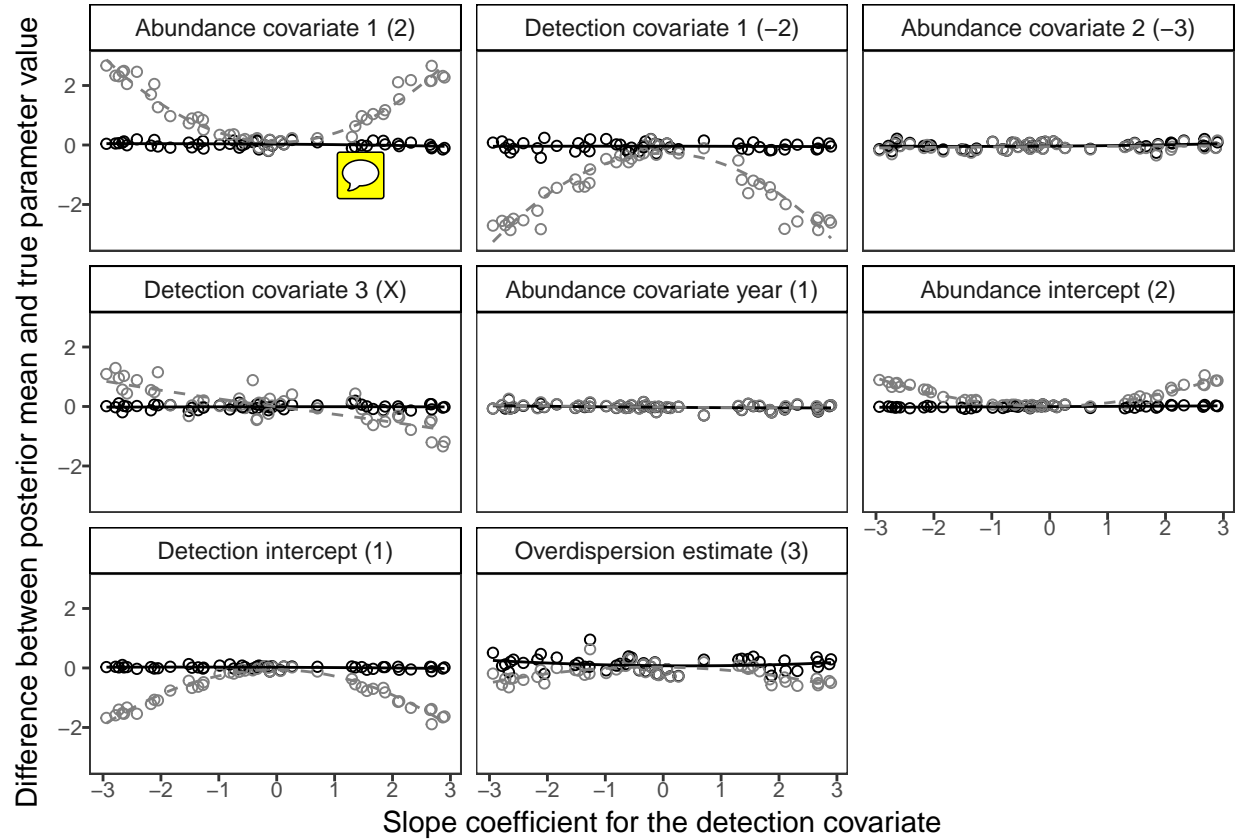 Difference between posterior mean and true parameter value
Abundance covariate 1 (2)
Detection covariate 1 (−2)
Abundance covariate 2 (−3)
2
0
−2
Detection covariate 3 (X)
Abundance covariate year (1)
Abundance intercept (2)
2
0
−2
−3 −2 −1 0 1 2 3
Detection intercept (1)
Overdispersion estimate (3)
2
0
−2
−3 −2 −1 0 1 2 3
−3 −2 −1 0 1 2 3
Slope coefficient for the detection covariate